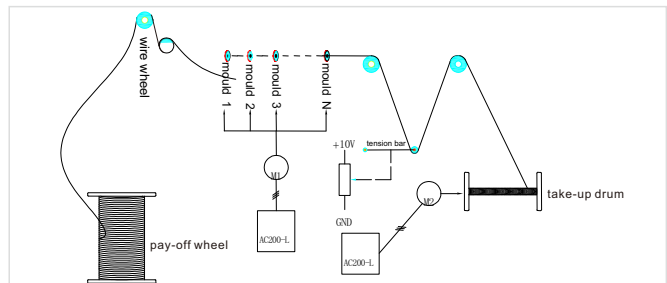 wire wheel
mould 1
mould 2
mould 3
mould N
tension bar
+10V
M1
GND
M2
take-up drum
AC200-L
pay-off wheel
AC200-L